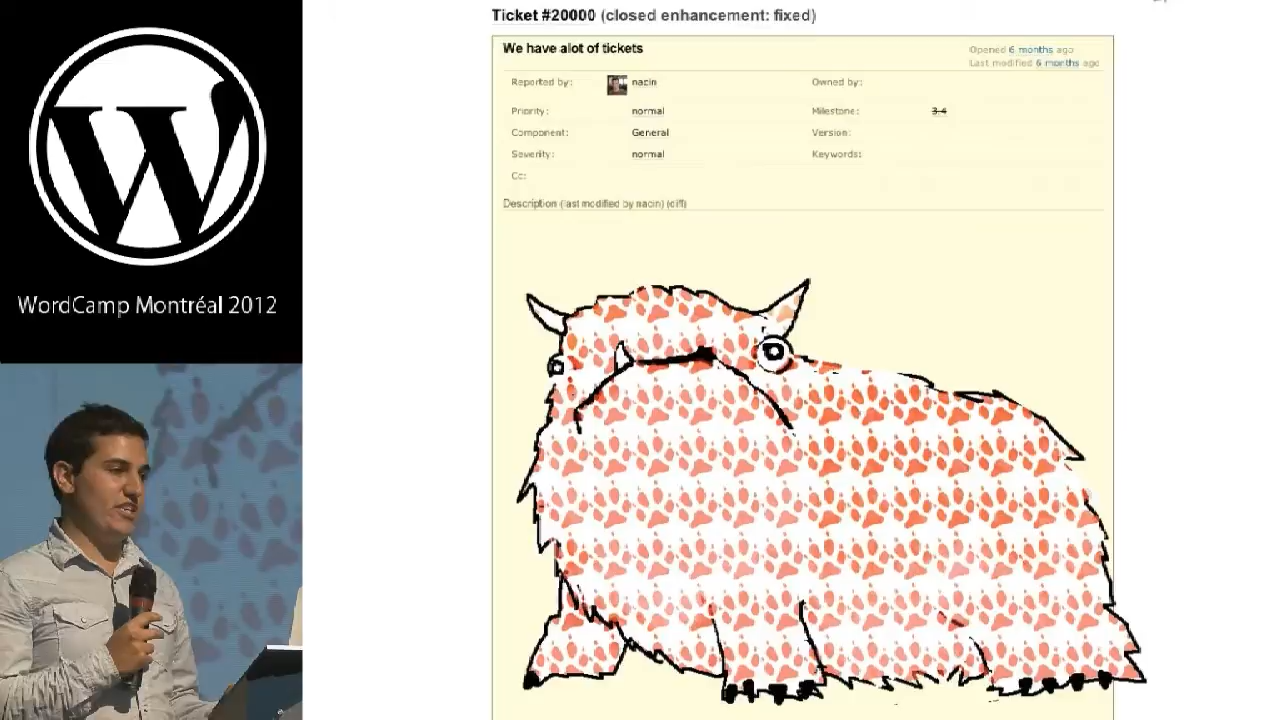 WordCamp Montréal 2012
Ticket #20000 (closed enhancement: fixed)
We have alot of tickets
Opened 6 months ago
Last modified 6 months ago
Reported by: nacin Owned by:
Priority: normal Milestone: 3.4
Component: General Version:
Severity: normal Keywords:
Cc:
Description (last modified by nacin) (diff)